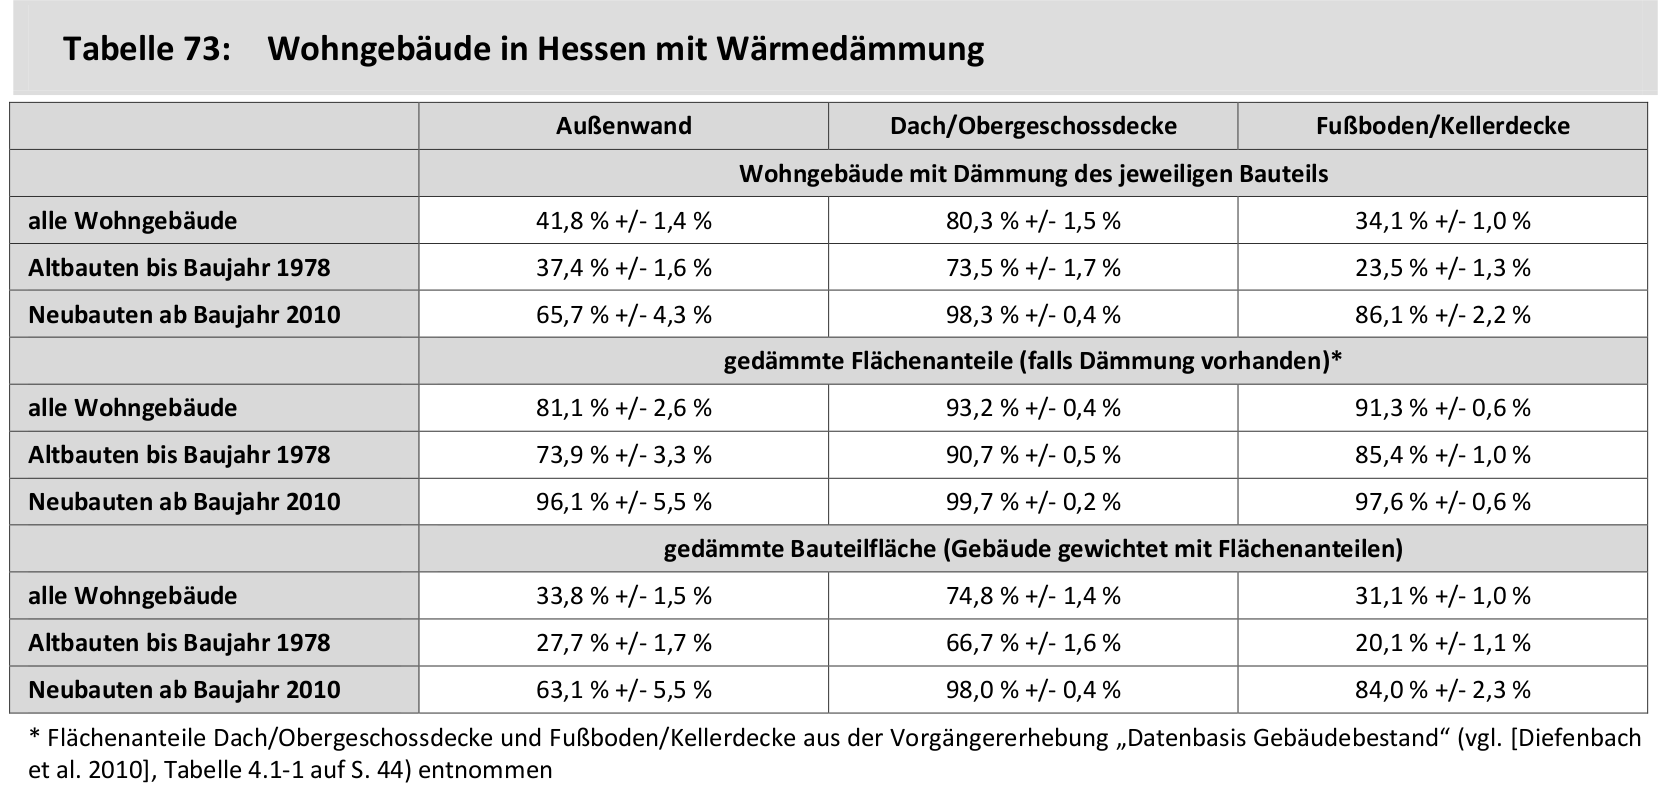 Tabelle 73: Wohngebäude in Hessen mit Wärmedämmung
Außenwand Dach/Obergeschossdecke Fußboden/Kellerdecke
Wohngebäude mit Dämmung des jeweiligen Bauteils
alle Wohngebäude 41,8 % +/- 1,4 % 80,3 % +/- 1,5 % 34,1 % +/- 1,0 %
Altbauten bis Baujahr 1978 37,4 % +/- 1,6 % 73,5 % +/- 1,7 % 23,5 % +/- 1,3 %
Neubauten ab Baujahr 2010 65,7 % +/- 4,3 % 98,3 % +/- 0,4 % 86,1 % +/- 2,2 %
gedämmte Flächenanteile (falls Dämmung vorhanden)*
alle Wohngebäude 81,1 % +/- 2,6 % 93,2 % +/- 0,4 % 91,3 % +/- 0,6 %
Altbauten bis Baujahr 1978 73,9 % +/- 3,3 % 90,7 % +/- 0,5 % 85,4 % +/- 1,0 %
Neubauten ab Baujahr 2010 96,1 % +/- 5,5 % 99,7 % +/- 0,2 % 97,6 % +/- 0,6 %
gedämmte Bauteilfläche (Gebäude gewichtet mit Flächenanteilen)
alle Wohngebäude 33,8 % +/- 1,5 % 74,8 % +/- 1,4 % 31,1 % +/- 1,0 %
Altbauten bis Baujahr 1978 27,7 % +/- 1,7 % 66,7 % +/- 1,6 % 20,1 % +/- 1,1 %
Neubauten ab Baujahr 2010 63,1 % +/- 5,5 % 98,0 % +/- 0,4 % 84,0 % +/- 2,3 %
* Flächenanteile Dach/Obergeschossdecke und Fußboden/Kellerdecke aus der Vorgängererhebung „Datenbasis Gebäudebestand“ (vgl. [Diefenbach
et al. 2010], Tabelle 4.1-1 auf S. 44) entnommen